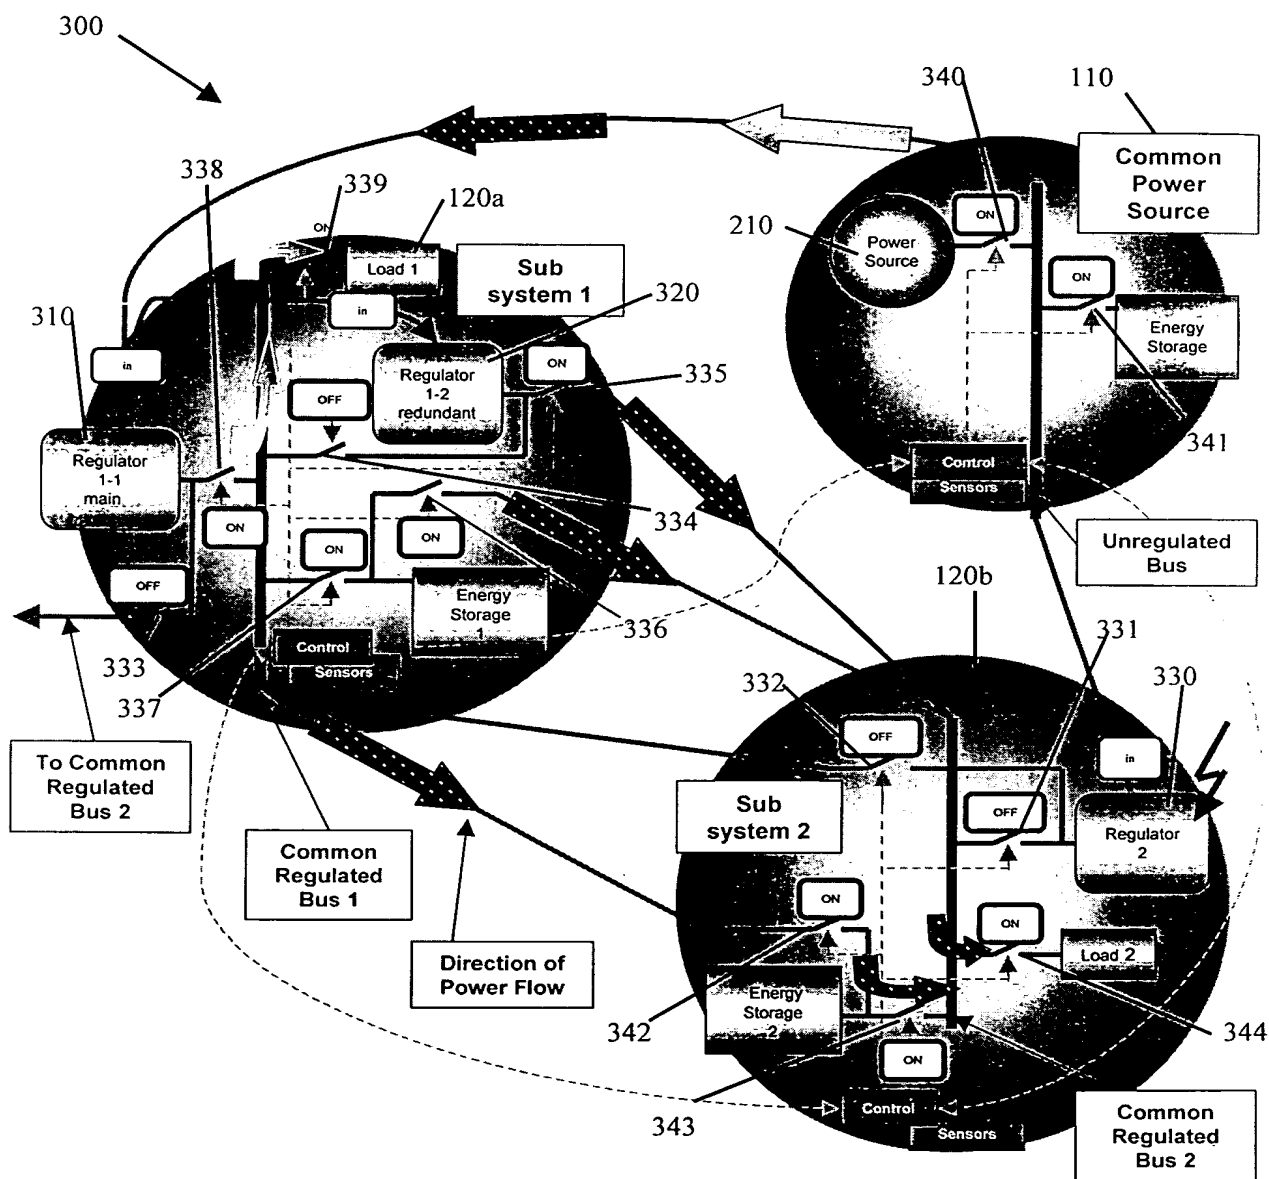 300
340
110
Common
Power
Source
338
339
120a
ON
ON
210
Power
Source
ON
Load 1
Sub
system 1
320
in
310
Energy
Storage
in
Regulator
1-2
redundant
ON
335
OFF
Regulator
1-1
main
341
Control
Sensors
334
ON
ON
ON
Unregulated
Bus
OFF
Energy
Storage
1
120b
331
336
Control
Sensors
333
337
332
330
OFF
in
To Common
Regulated
Bus 2
Sub
system 2
OFF
Regulator
2
Common
Regulated
Bus 1
ON
ON
Direction of
Power Flow
Load 2
Energy
Storage
2
342
344
ON
343
Control
Sensors
Common
Regulated
Bus 2